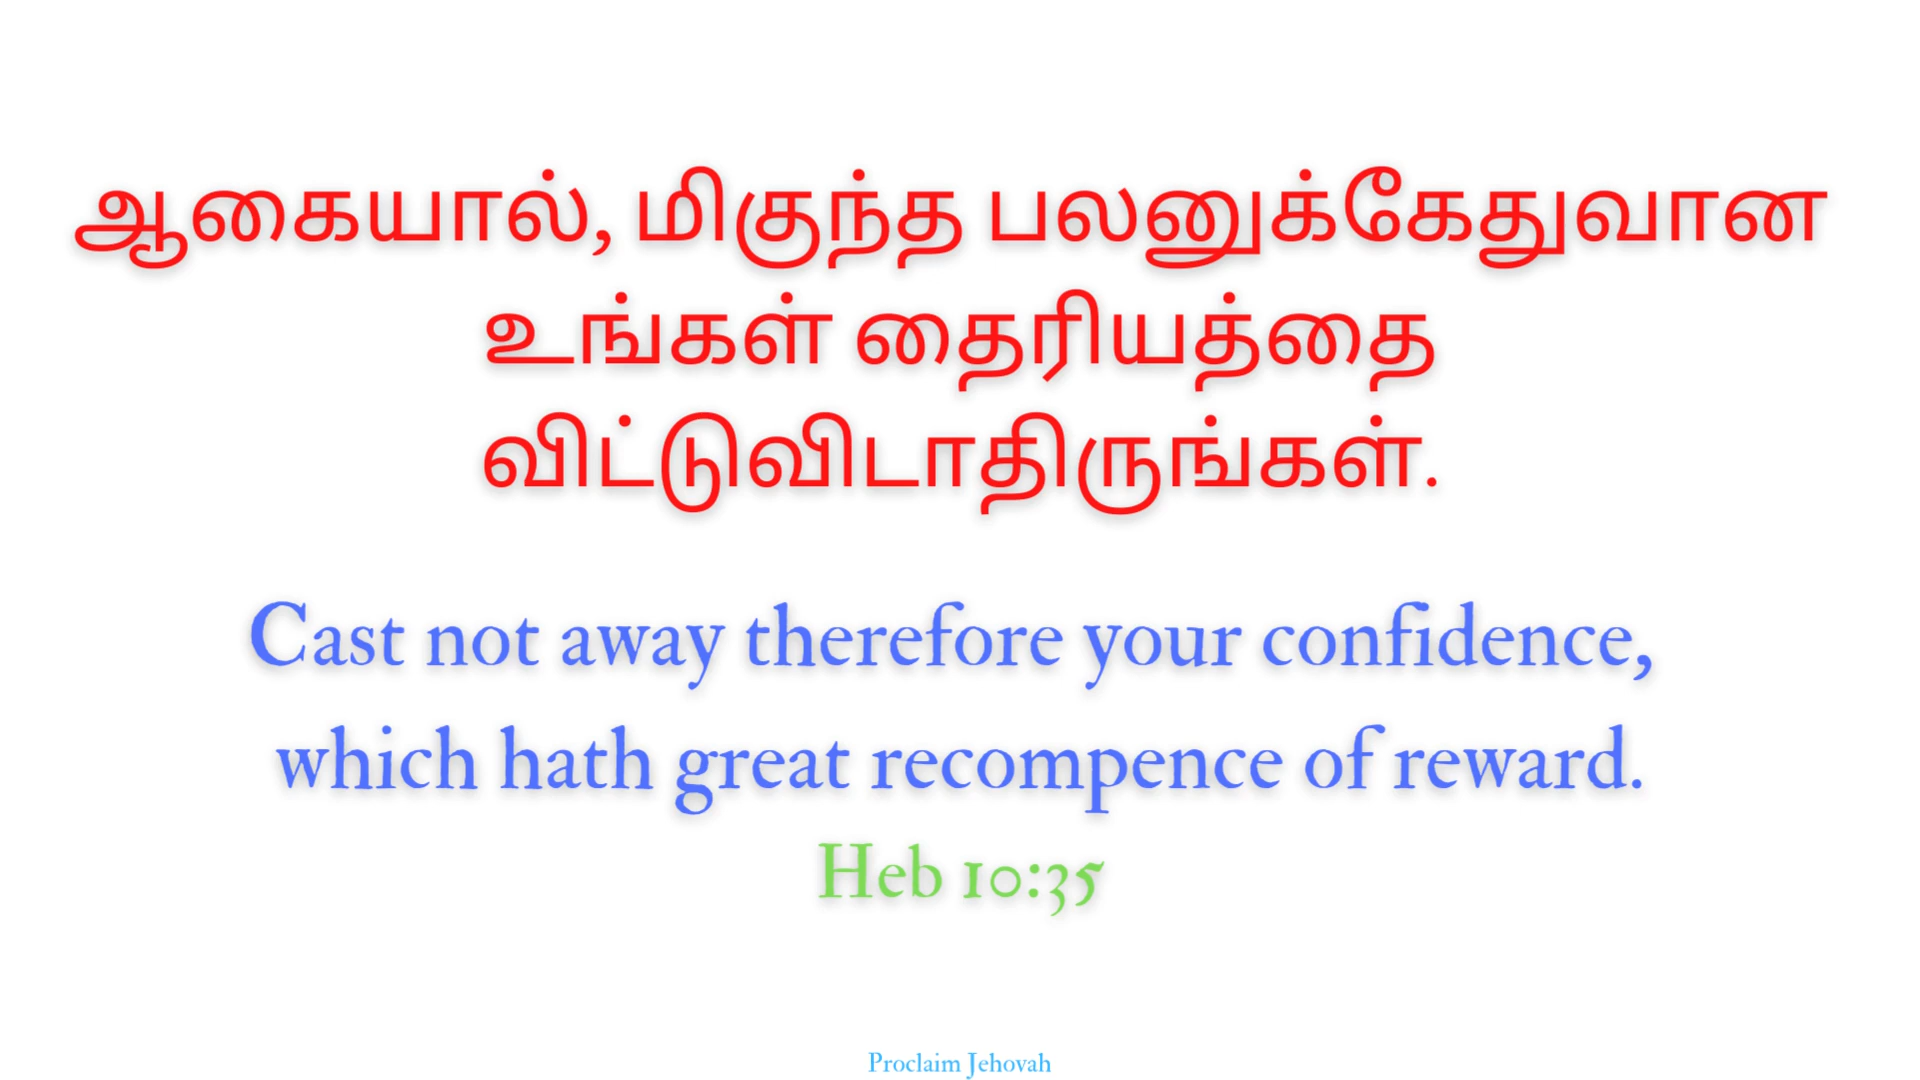 ஆகையால், மிகுந்த பலனுக்கேதுவான
உங்கள் தைரியத்தை
விட்டுவிடாதிருங்கள்.
Cast not away therefore your confidence,
which hath great recompence of reward.
Heb 10:35
Proclaim Jehovah